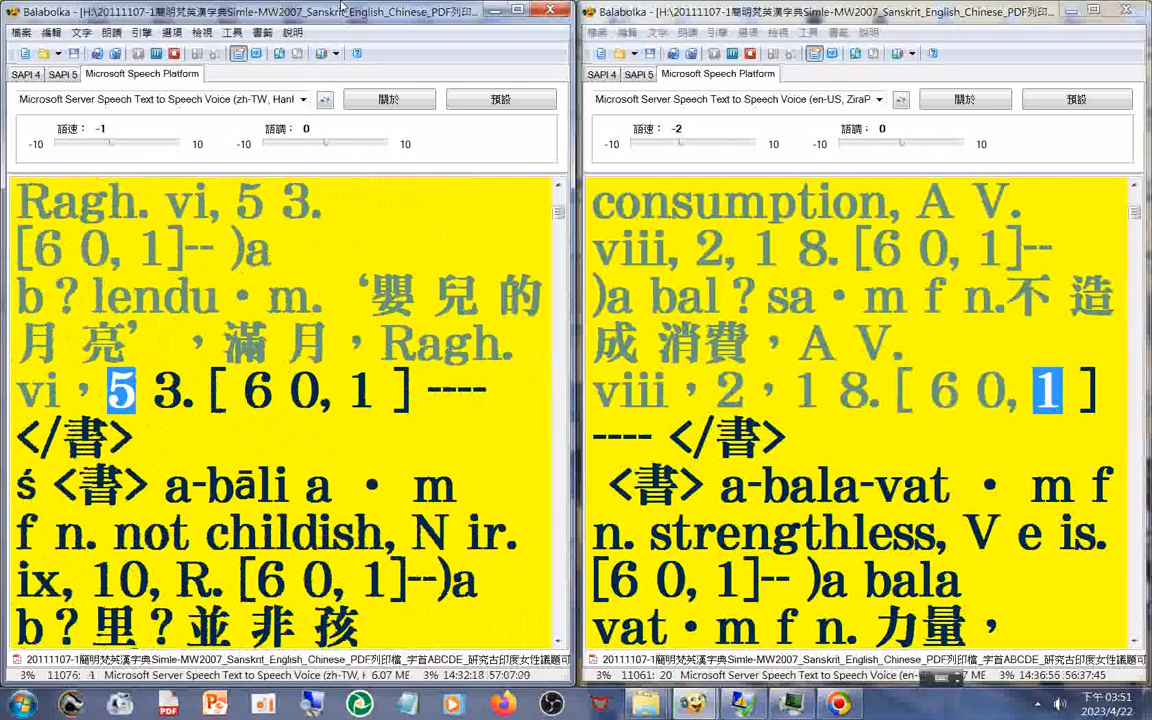 Balabolka - [H:\20111107-1簡明梵英漢字典Simle-MW2007_Sanskrit_English_Chinese_PDF列印...
檔案 編輯 文字 朗讀 引擎 選項 檢視 工具 書籤 說明
SAPI 4 SAPI 5 Microsoft Speech Platform
Microsoft Server Speech Text to Speech Voice (zh-TW, Hanl
關於 預設
語速： -1 語調： 0
-10 10 -10 10
Ragh. vi, 5 3.
[6 0, 1]-- )a
b？lendu・m.‘嬰 兒 的
月 亮’，滿 月，Ragh.
vi，5 3. [ 6 0, 1 ] ----
</書>
ś <書> a-bāli a ・ m
f n. not childish, N ir.
ix, 10, R. [6 0, 1]--)a
b？里？並 非 孩
20111107-1簡明梵英漢字典Simle-MW2007_Sanskrit_English_Chinese_PDF列印檔_字首ABCDE_研究古印度女性議題可
3% 11076: 1 Microsoft Server Speech Text to Speech Voice (zh-TW, 6.07 ME 3% 14:32:18 57:07:00
Balabolka - [H:\20111107-1簡明梵英漢字典Simle-MW2007_Sanskrit_English_Chinese_PDF列印...
檔案 編輯 文字 朗讀 引擎 選項 檢視 工具 書籤 說明
SAPI 4 SAPI 5 Microsoft Speech Platform
Microsoft Server Speech Text to Speech Voice (en-US, ZiraP
關於 預設
語速： -2 語調： 0
-10 10 -10 10
consumption, A V.
viii, 2, 1 8. [6 0, 1]--
)a bal？sa・m f n.不 造
成 消費，A V.
viii，2，1 8. [ 6 0, 1 ]
---- </書>
<書> a-bala-vat ・ m f
n. strengthless, V e is.
[6 0, 1]-- )a bala
vat・m f n. 力量，
20111107-1簡明梵英漢字典Simle-MW2007_Sanskrit_English_Chinese_PDF列印檔_字首ABCDE_研究古印度女性議題可
3% 11061: 20 Microsoft Server Speech Text to Speech Voice 3% 14:36:56 56:37:45
下午 03:51
2023/4/22